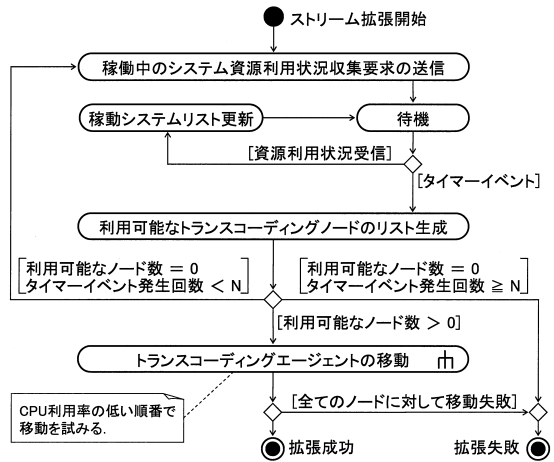 ストリーム拡張開始
稼働中のシステム資源利用状況収集要求の送信
稼動システムリスト更新
待機
[資源利用状況受信]
[タイマーイベント]
利用可能なトランスコーディングノードのリスト生成
利用可能なノード数 = 0
タイマーイベント発生回数 < N
利用可能なノード数 = 0
タイマーイベント発生回数 ≧ N
[利用可能なノード数 > 0]
トランスコーディングエージェントの移動
CPU利用率の低い順番で
移動を試みる.
[全てのノードに対して移動失敗]
拡張成功
拡張失敗